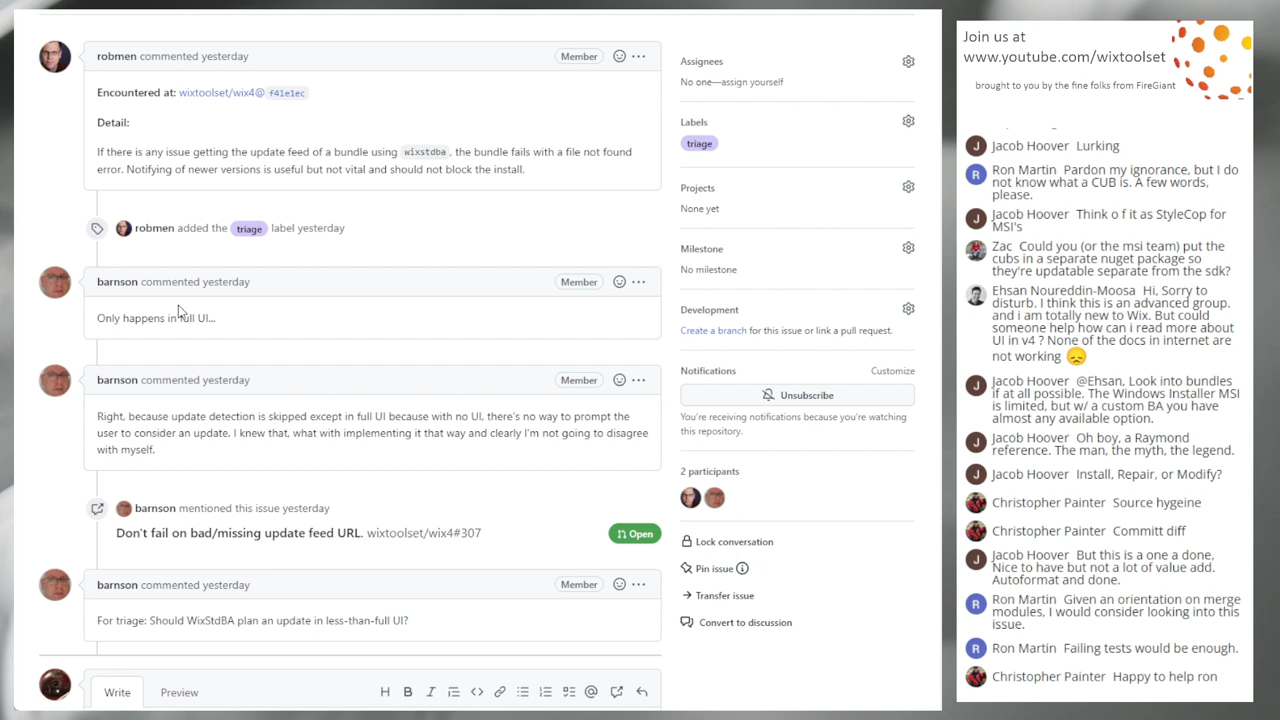 robmen commented yesterday
Member
Encountered at: wixtoolset/wix4@ f41e1ec
Detail:
If there is any issue getting the update feed of a bundle using wixstdba, the bundle fails with a file not found
error. Notifying of newer versions is useful but not vital and should not block the install.
robmen added the triage label yesterday
barnson commented yesterday
Member
Only happens in full UI...
barnson commented yesterday
Member
Right, because update detection is skipped except in full UI because with no UI, there's no way to prompt the
user to consider an update. I knew that, what with implementing it that way and clearly I'm not going to disagree
with myself.
barnson mentioned this issue yesterday
Don't fail on bad/missing update feed URL. wixtoolset/wix4#307
Open
barnson commented yesterday
Member
For triage: Should WixStdBA plan an update in less-than-full UI?
Write
Preview
H B I
Assignees
No one—assign yourself
Labels
triage
Projects
None yet
Milestone
No milestone
Development
Create a branch for this issue or link a pull request.
Notifications
Customize
Unsubscribe
You're receiving notifications because you're watching
this repository.
2 participants
Lock conversation
Pin issue
Transfer issue
Convert to discussion
Join us at
www.youtube.com/wixtoolset
brought to you by the fine folks from FireGiant
J Jacob Hoover Lurking
R Ron Martin Pardon my ignorance, but I do
not know what a CUB is. A few words,
please.
J Jacob Hoover Think o f it as StyleCop for
MSI's
Zac Could you (or the msi team) put the
cubs in a separate nuget package so
they're updatable separate from the sdk?
Ehsan Noureddin-Moosa Hi, Sorry to
disturb. I think this is an advanced group.
and i am totally new to Wix. But could
someone help how can i read more about
UI in v4 ? None of the docs in internet are
not working 😞
J Jacob Hoover @Ehsan, Look into bundles
if at all possible. The Windows Installer MSI
is limited, but w/ a custom BA you have
almost any available option.
J Jacob Hoover Oh boy, a Raymond
reference. The man, the myth, the legend.
J Jacob Hoover Install, Repair, or Modify?
Christopher Painter Source hygeine
Christopher Painter Committ diff
J Jacob Hoover But this is a one a done,
Nice to have but not a lot of value add.
Autoformat and done.
R Ron Martin Given an orientation on merge
modules, I would consider looking into this
issue.
R Ron Martin Failing tests would be enough.
Christopher Painter Happy to help ron